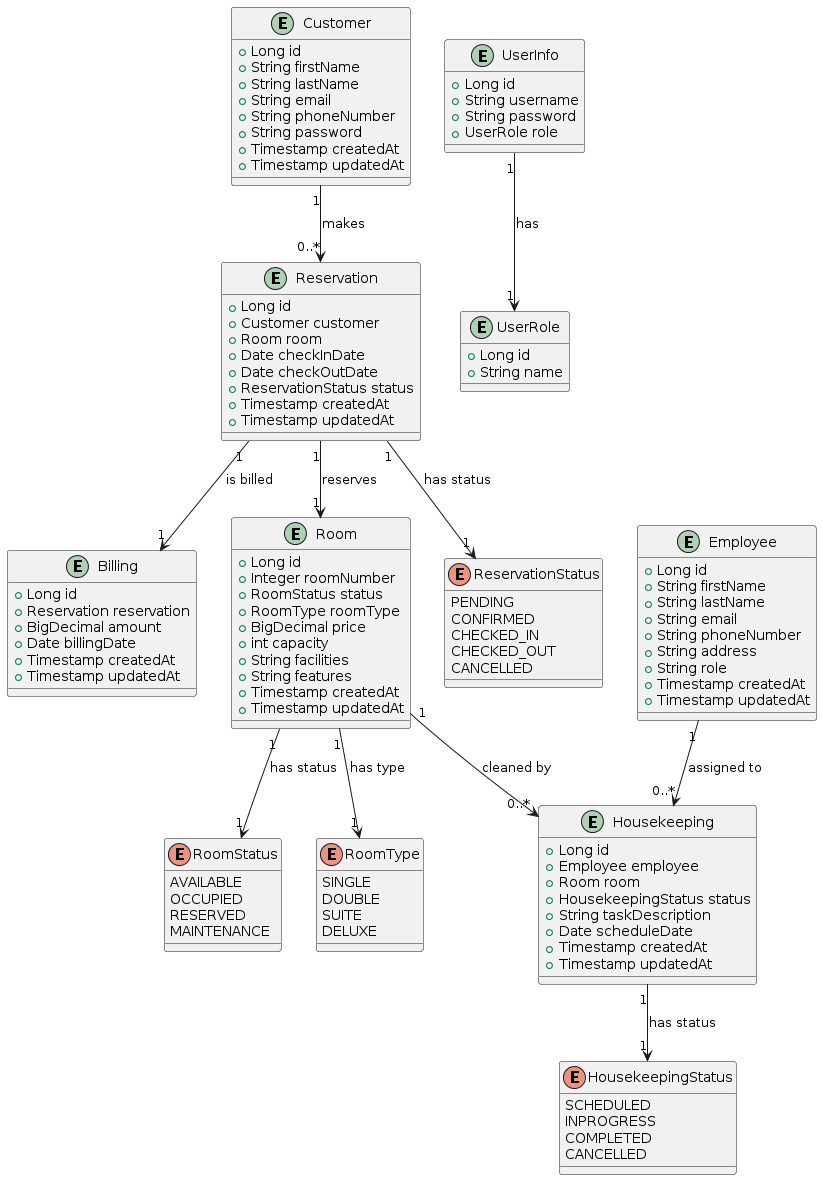 E Customer
Long id
String firstName
String lastName
String email
String phoneNumber
String password
Timestamp createdAt
Timestamp updatedAt
E UserInfo
Long id
String username
String password
UserRole role
1
makes
0..*
1
has
1
E Reservation
Long id
Customer customer
Room room
Date checkInDate
Date checkOutDate
ReservationStatus status
Timestamp createdAt
Timestamp updatedAt
E UserRole
Long id
String name
1
is billed
1
1
reserves
1
1
has status
1
E Billing
Long id
Reservation reservation
BigDecimal amount
Date billingDate
Timestamp createdAt
Timestamp updatedAt
E Room
Long id
Integer roomNumber
RoomStatus status
RoomType roomType
BigDecimal price
int capacity
String facilities
String features
Timestamp createdAt
Timestamp updatedAt
E ReservationStatus
PENDING
CONFIRMED
CHECKED_IN
CHECKED_OUT
CANCELLED
E Employee
Long id
String firstName
String lastName
String email
String phoneNumber
String address
String role
Timestamp createdAt
Timestamp updatedAt
1
has status
1
1
has type
1
1
cleaned by
0..*
1
assigned to
0..*
E RoomStatus
AVAILABLE
OCCUPIED
RESERVED
MAINTENANCE
E RoomType
SINGLE
DOUBLE
SUITE
DELUXE
E Housekeeping
Long id
Employee employee
Room room
HousekeepingStatus status
String taskDescription
Date scheduleDate
Timestamp createdAt
Timestamp updatedAt
1
has status
1
E HousekeepingStatus
SCHEDULED
INPROGRESS
COMPLETED
CANCELLED